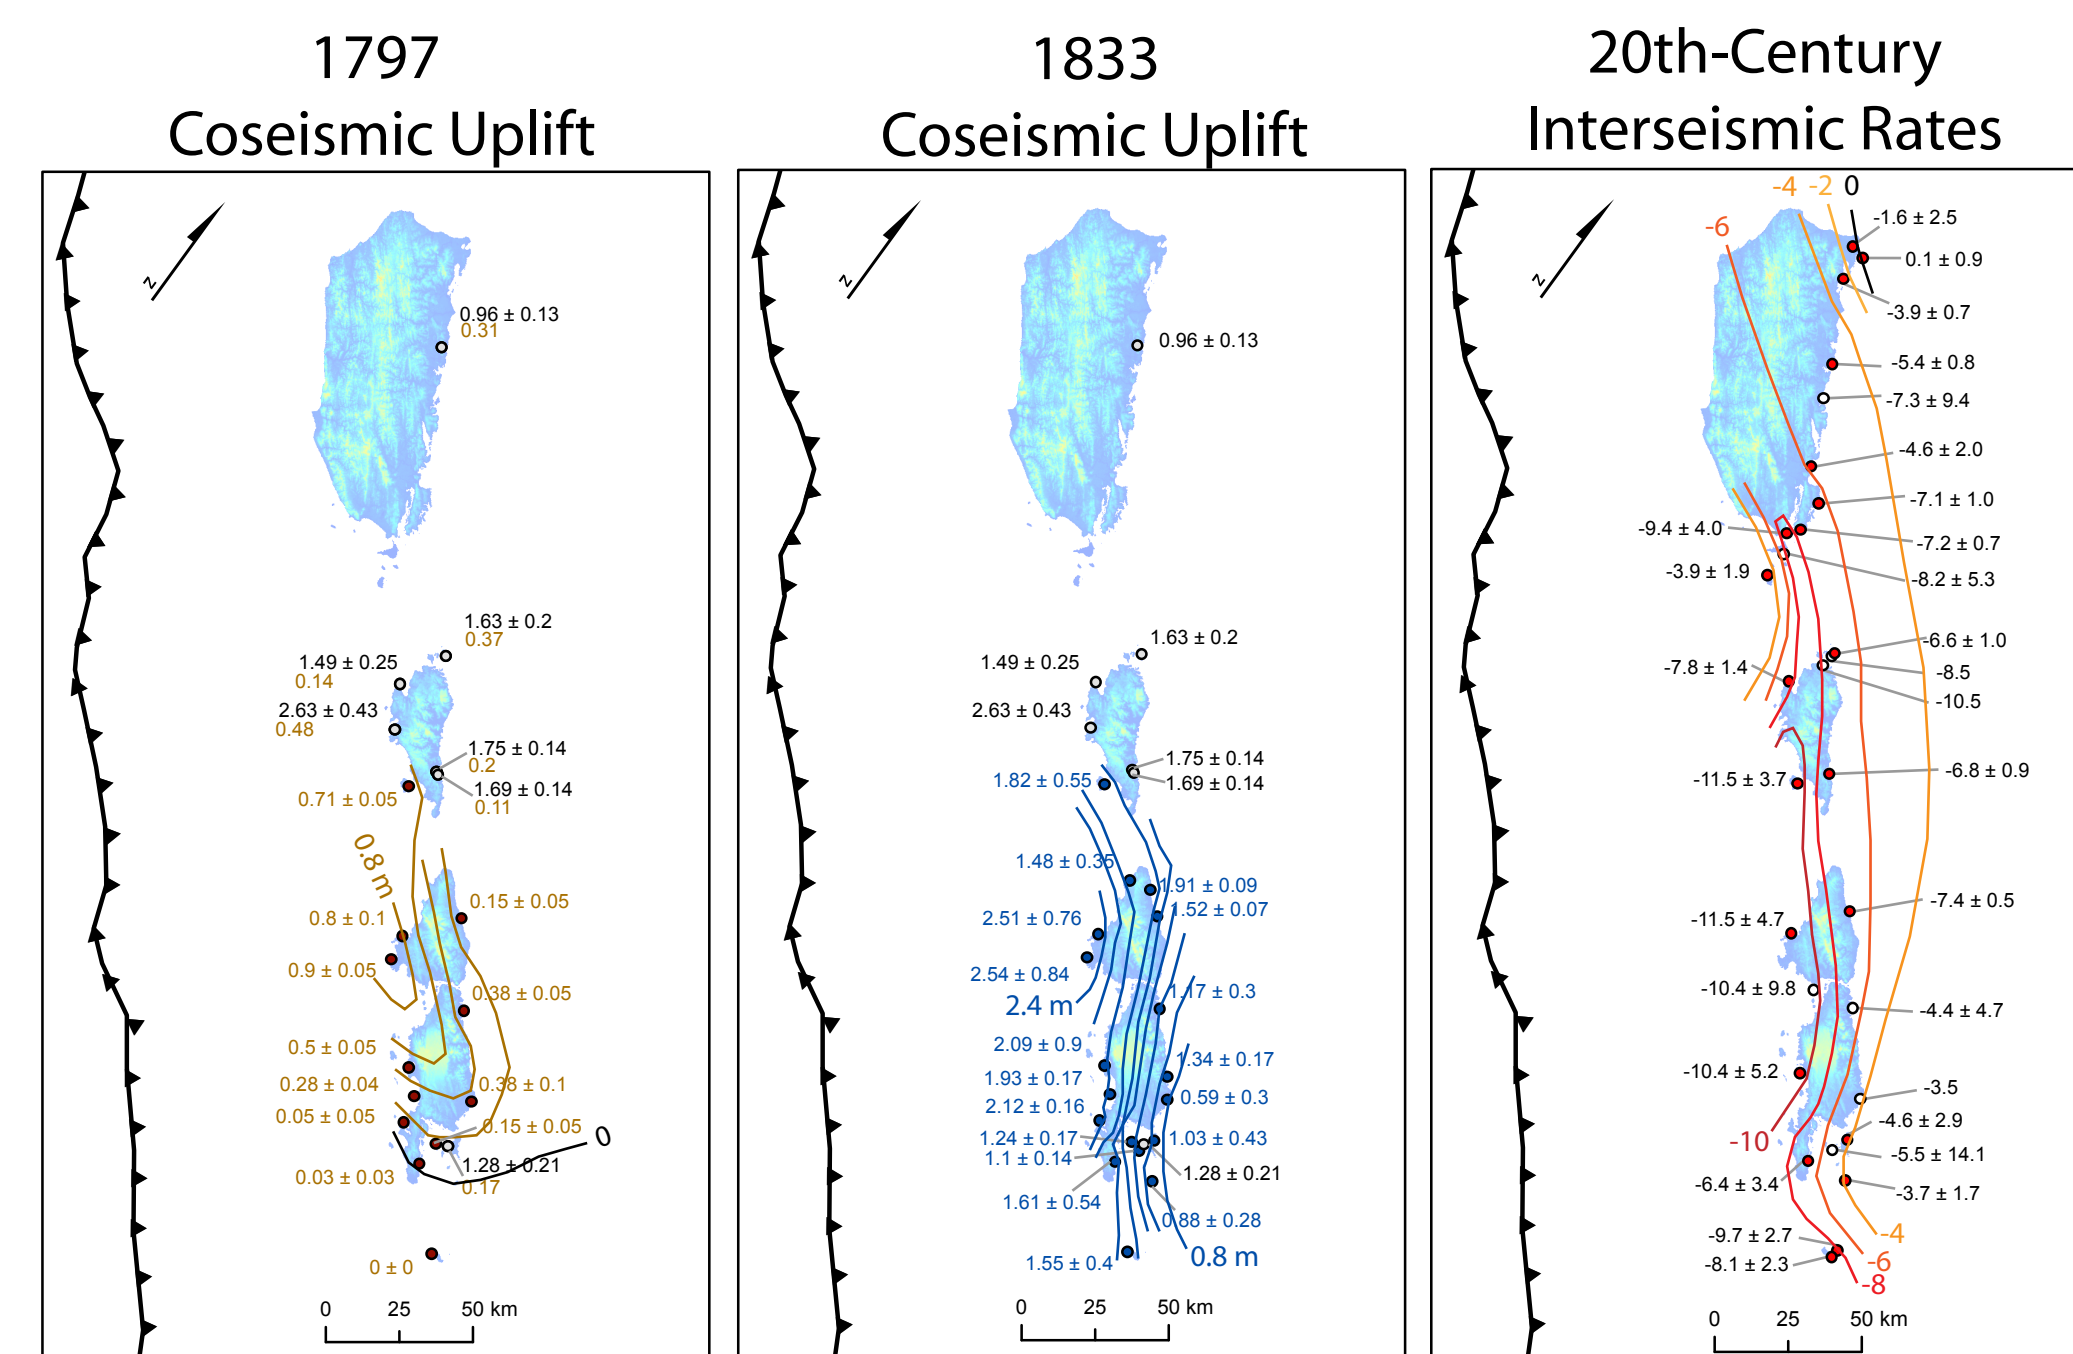 1797
Coseismic Uplift
z
0.96 ± 0.13
0.31
1.63 ± 0.2
0.37
1.49 ± 0.25
0.14
2.63 ± 0.43
0.48
1.75 ± 0.14
0.2
1.69 ± 0.14
0.11
0.71 ± 0.05
0.8 m
0.15 ± 0.05
0.8 ± 0.1
0.9 ± 0.05
0.38 ± 0.05
0.5 ± 0.05
0.28 ± 0.04
0.38 ± 0.1
0.05 ± 0.05
0.15 ± 0.05
0
1.28 ± 0.21
0.17
0.03 ± 0.03
0 ± 0
0 25 50 km
1833
Coseismic Uplift
z
0.96 ± 0.13
1.63 ± 0.2
1.49 ± 0.25
2.63 ± 0.43
1.75 ± 0.14
1.69 ± 0.14
1.82 ± 0.55
1.48 ± 0.35
1.91 ± 0.09
1.52 ± 0.07
2.51 ± 0.76
2.54 ± 0.84
2.4 m
1.17 ± 0.3
2.09 ± 0.9
1.34 ± 0.17
1.93 ± 0.17
0.59 ± 0.3
2.12 ± 0.16
1.24 ± 0.17
1.03 ± 0.43
1.1 ± 0.14
1.28 ± 0.21
1.61 ± 0.54
0.88 ± 0.28
1.55 ± 0.4
0.8 m
0 25 50 km
20th-Century
Interseismic Rates
z
-4 -2 0
-6
-1.6 ± 2.5
0.1 ± 0.9
-3.9 ± 0.7
-5.4 ± 0.8
-7.3 ± 9.4
-4.6 ± 2.0
-7.1 ± 1.0
-9.4 ± 4.0
-7.2 ± 0.7
-3.9 ± 1.9
-8.2 ± 5.3
-6.6 ± 1.0
-7.8 ± 1.4
-8.5
-10.5
-11.5 ± 3.7
-6.8 ± 0.9
-7.4 ± 0.5
-11.5 ± 4.7
-10.4 ± 9.8
-4.4 ± 4.7
-10.4 ± 5.2
-3.5
-4.6 ± 2.9
-10
-5.5 ± 14.1
-6.4 ± 3.4
-3.7 ± 1.7
-9.7 ± 2.7
-4
-8.1 ± 2.3
-6
-8
0 25 50 km